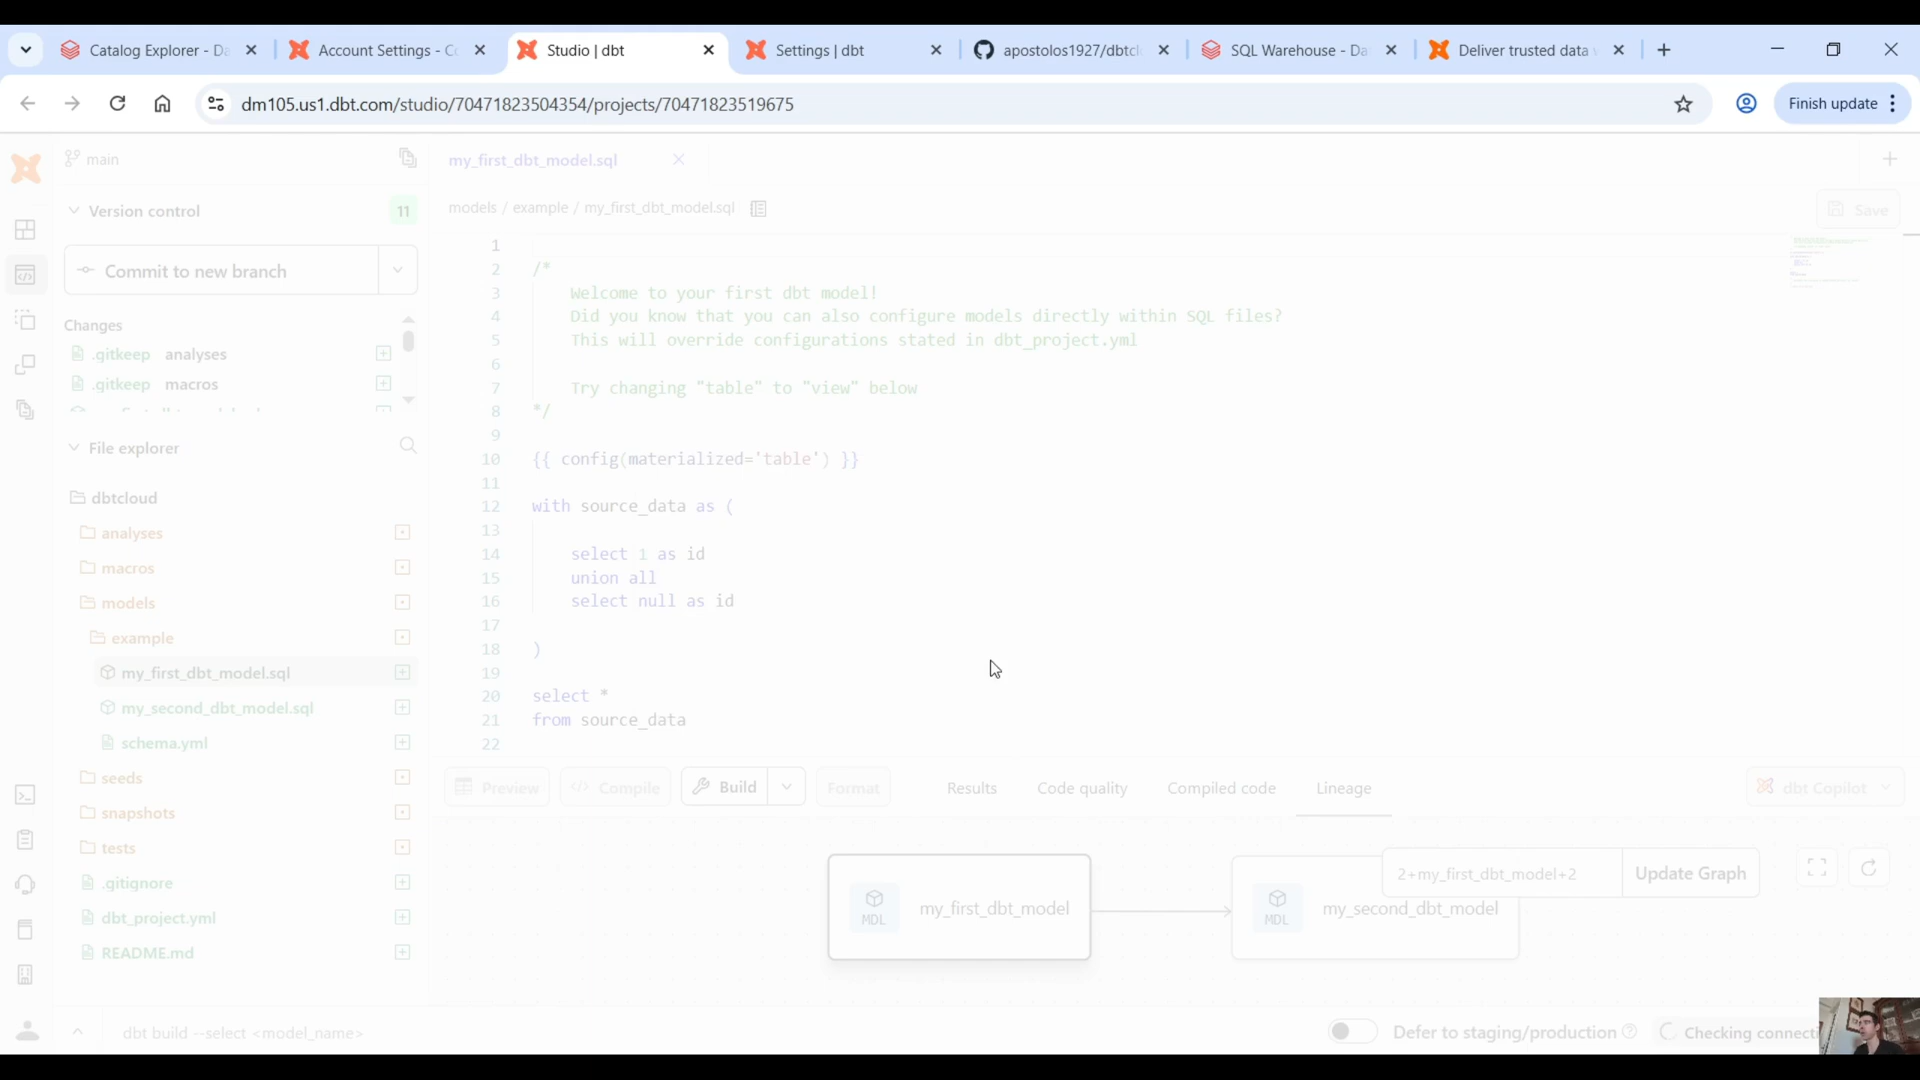 Catalog Explorer - Da
Account Settings - Co
Studio | dbt
Settings | dbt
apostolos1927/dbtcl
SQL Warehouse - Da
Deliver trusted data w
dm105.us1.dbt.com/studio/70471823504354/projects/70471823519675
Finish update
main
my_first_dbt_model.sql
Version control
11
models / example / my_first_dbt_model.sql
Save
Commit to new branch
Changes
.gitkeep analyses
.gitkeep macros
File explorer
dbtcloud
analyses
macros
models
example
my_first_dbt_model.sql
my_second_dbt_model.sql
schema.yml
seeds
snapshots
tests
.gitignore
dbt_project.yml
README.md
1
2 /*
3 Welcome to your first dbt model!
4 Did you know that you can also configure models directly within SQL files?
5 This will override configurations stated in dbt_project.yml
6
7 Try changing "table" to "view" below
8 */
9
10 {{ config(materialized='table') }}
11
12 with source_data as (
13
14 select 1 as id
15 union all
16 select null as id
17
18 )
19
20 select *
21 from source_data
22
Preview
Compile
Build
Format
Results
Code quality
Compiled code
Lineage
dbt Copilot
MDL my_first_dbt_model
MDL my_second_dbt_model
2+my_first_dbt_model+2
Update Graph
dbt build --select <model_name>
Defer to staging/production
Checking connecti